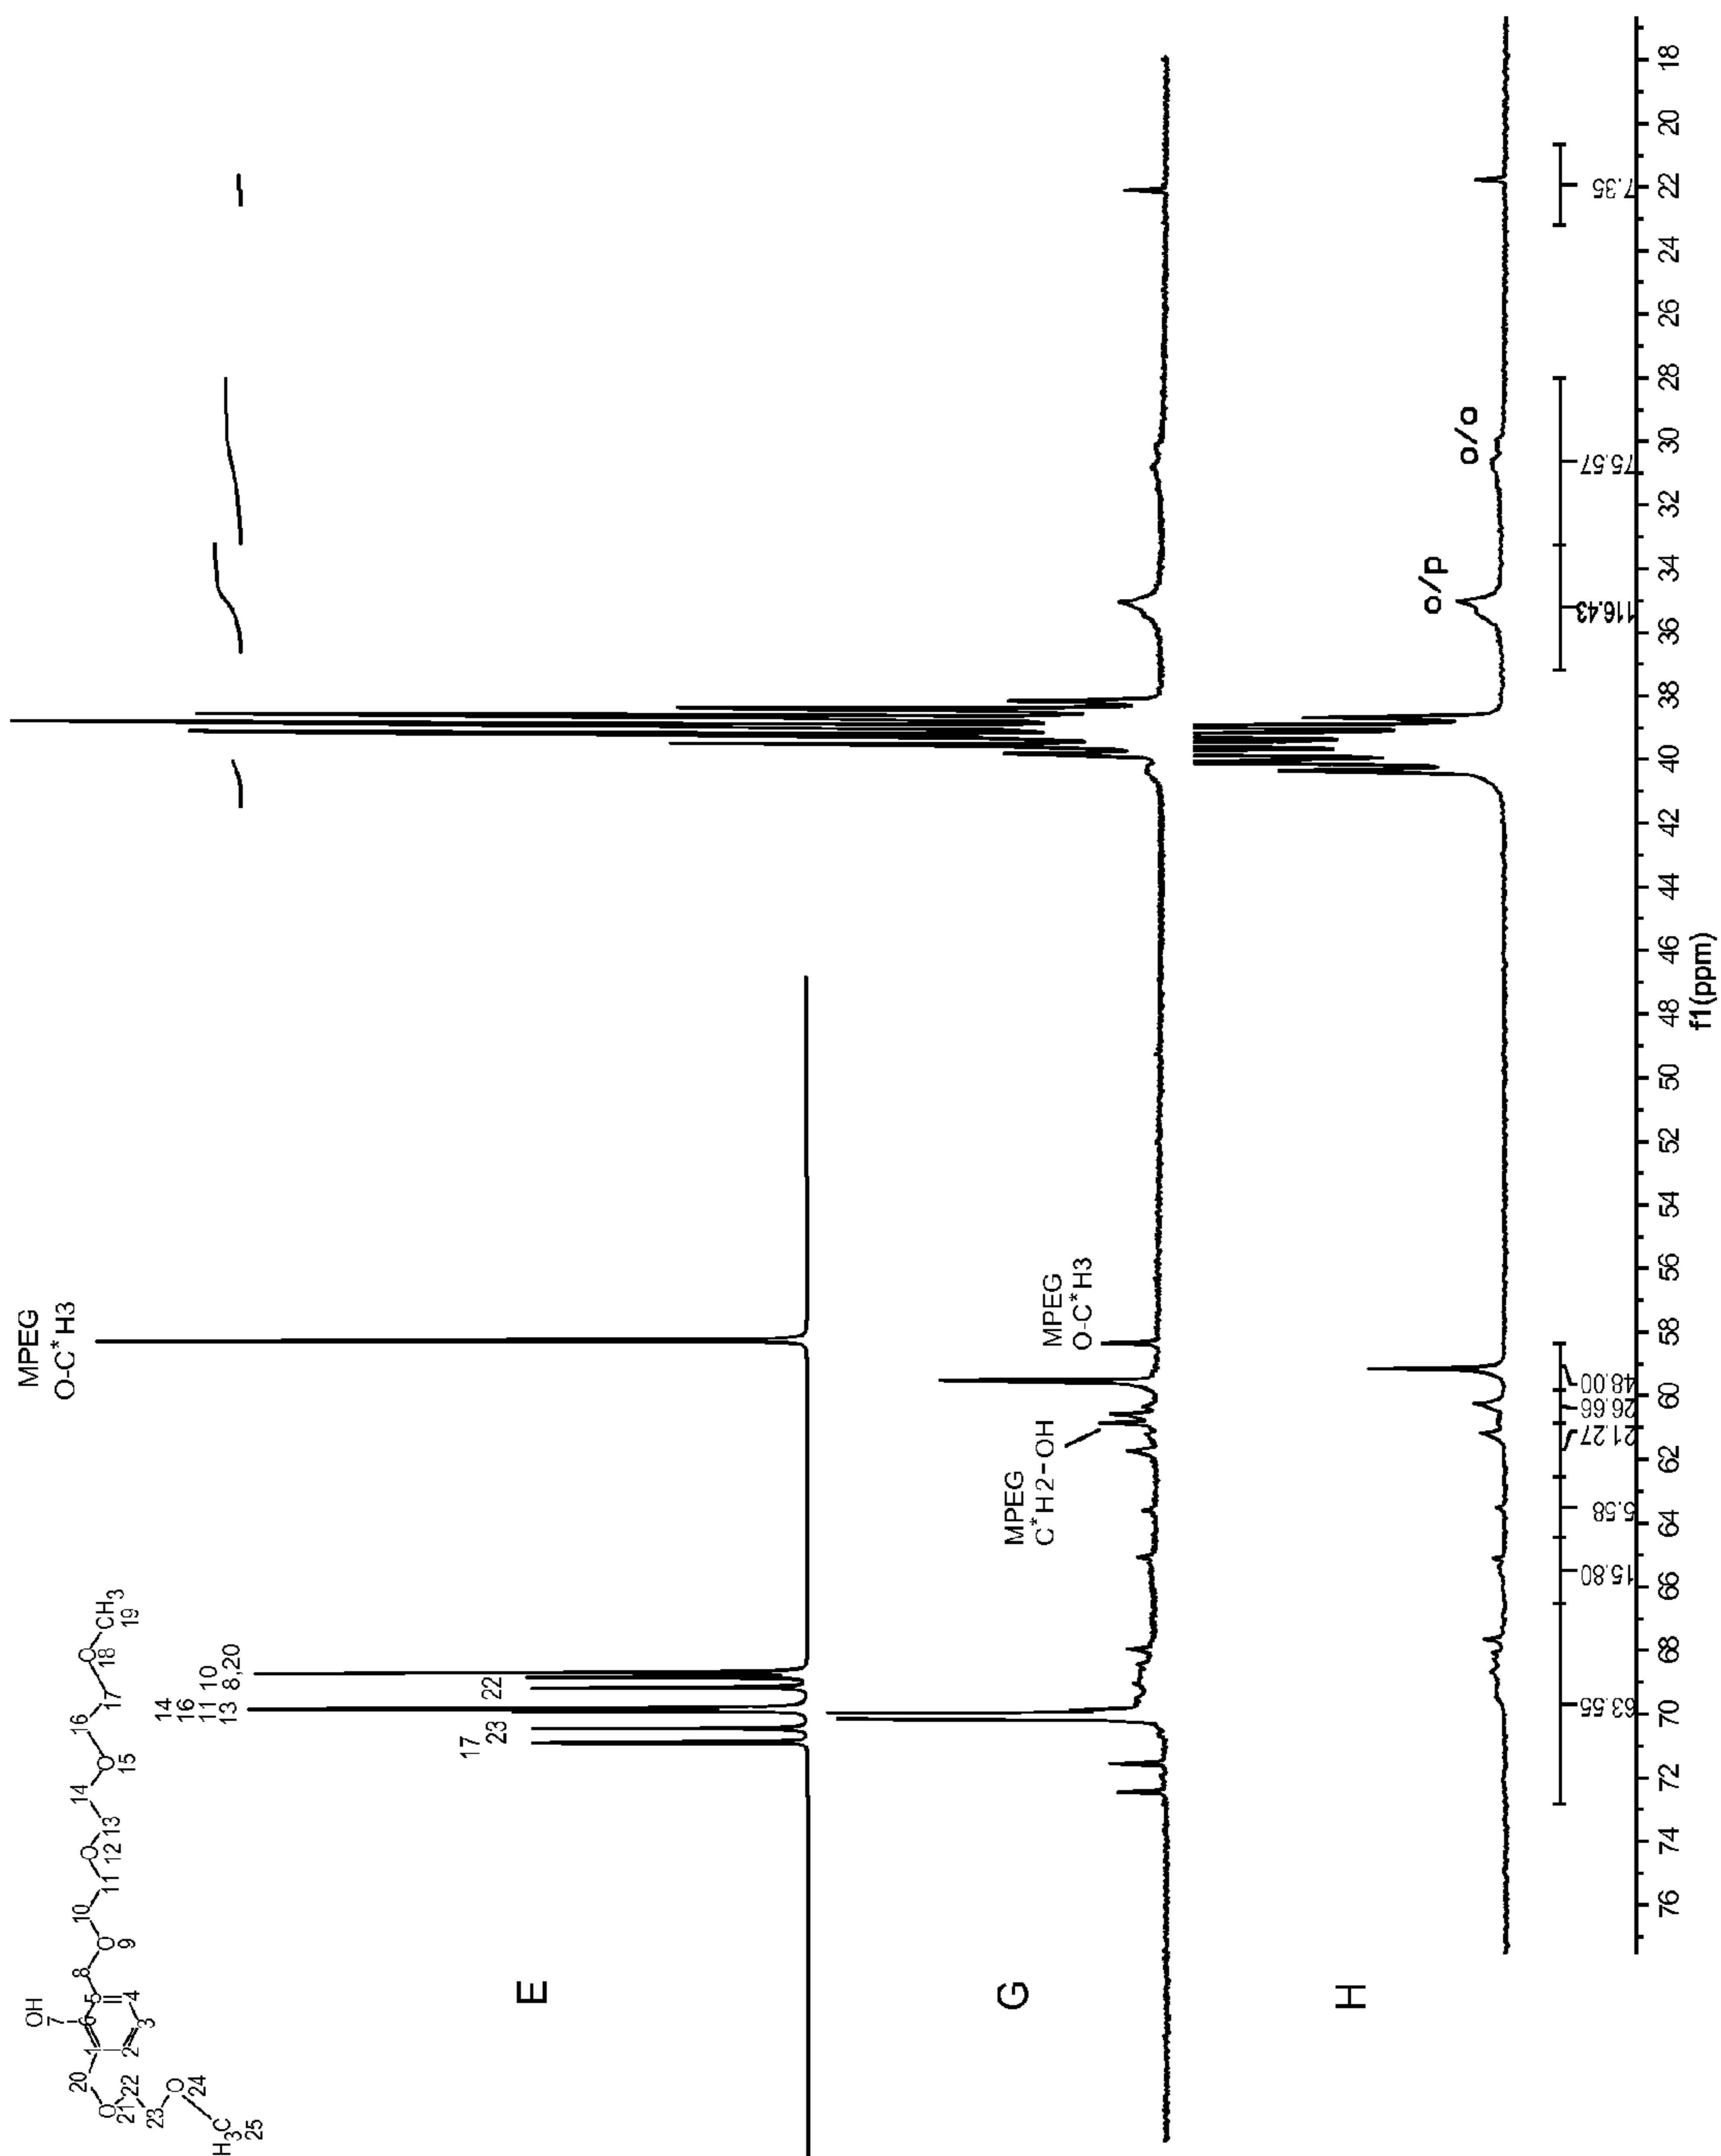 MPEG
O-C*H3
OH
7
6
1
2
3
4
5
8
O
9
10
11
O
12
13
14
O
15
16
17
O
18
CH3
19
20
O
21
22
23
O
24
H3C
25
14
16
11 10
13 8,20
22
17
23
E
MPEG
C*H2-OH
MPEG
O-C*H3
G
o/p
o/o
H
63.55
15.80
6.58
21.27
26.66
48.00
116.43
75.57
7.35
76 74 72 70 68 66 64 62 60 58 56 54 52 50 48 46 44 42 40 38 36 34 32 30 28 26 24 22 20 18
f1(ppm)